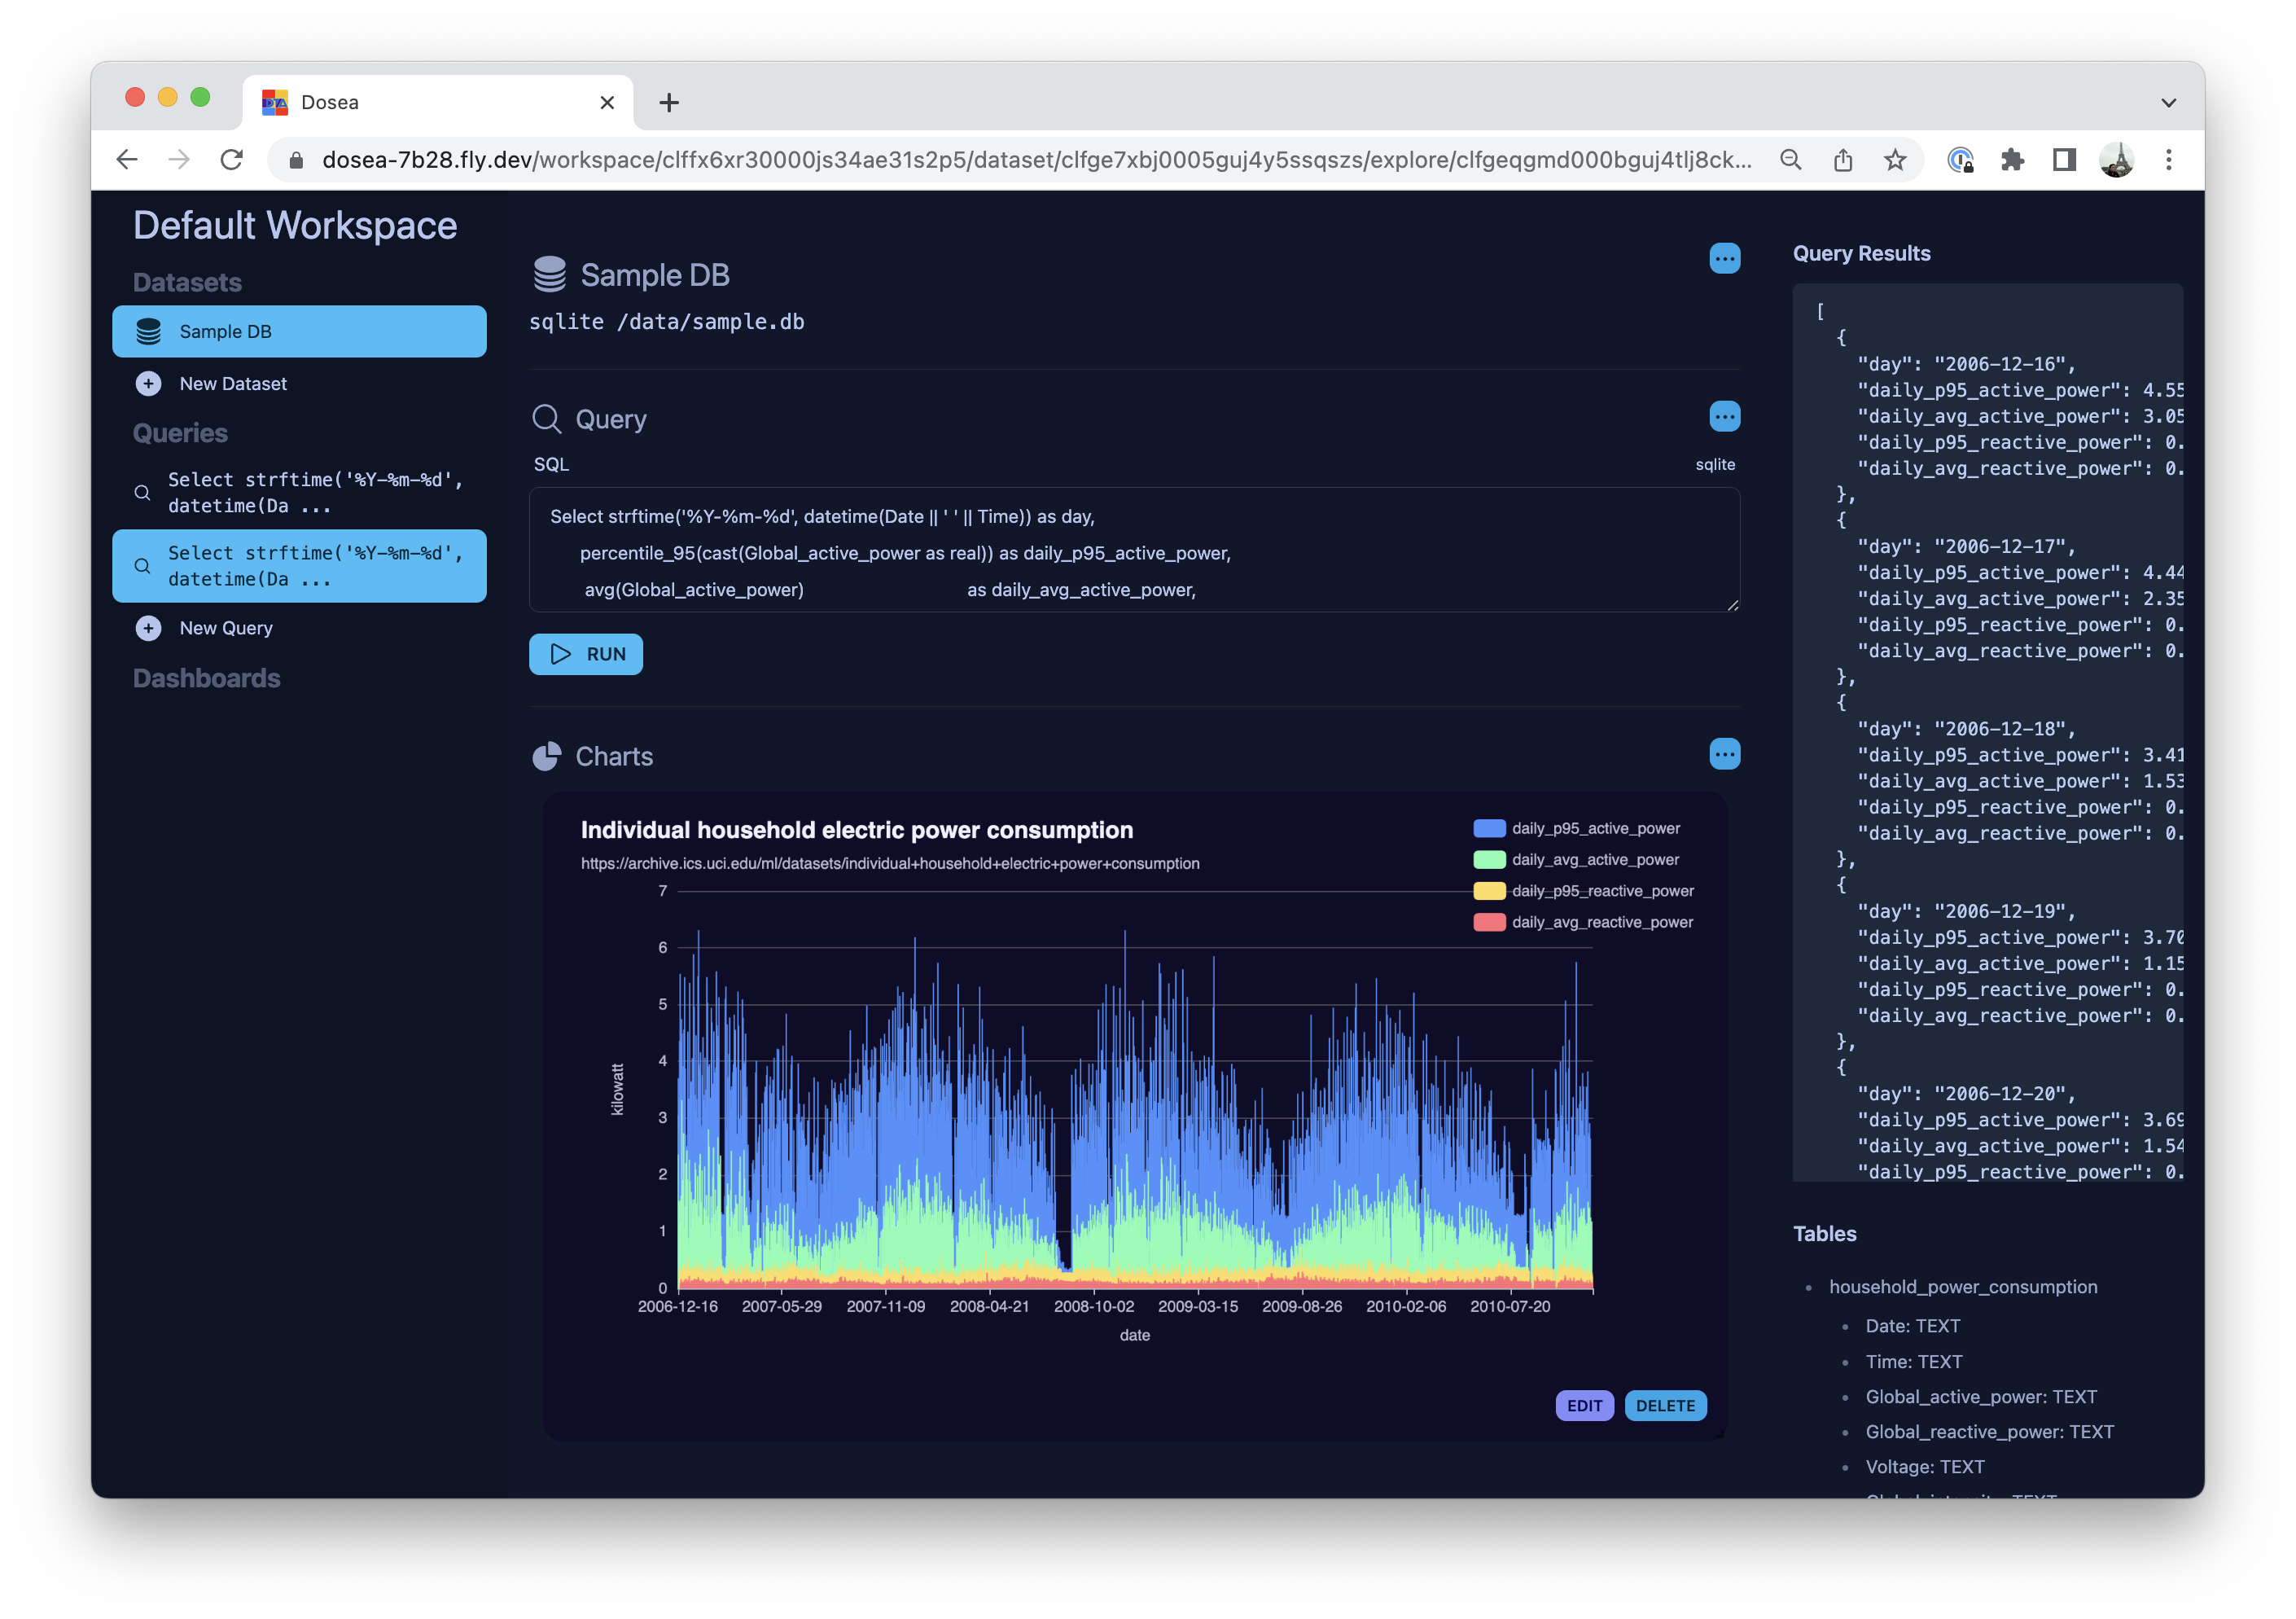 Dosea
dosea-7b28.fly.dev/workspace/clffx6xr30000js34ae31s2p5/dataset/clfge7xbj0005guj4y5ssqszs/explore/clfgeqgmd000bguj4tlj8ck...
Default Workspace
Datasets
Sample DB
New Dataset
Queries
Select strftime('%Y-%m-%d',
datetime(Da ...
Select strftime('%Y-%m-%d',
datetime(Da ...
New Query
Dashboards
Sample DB
sqlite /data/sample.db
Query
SQL
sqlite
Select strftime('%Y-%m-%d', datetime(Date || ' ' || Time)) as day,
percentile_95(cast(Global_active_power as real)) as daily_p95_active_power,
avg(Global_active_power) as daily_avg_active_power,
RUN
Charts
Individual household electric power consumption
https://archive.ics.uci.edu/ml/datasets/individual+household+electric+power+consumption
daily_p95_active_power
daily_avg_active_power
daily_p95_reactive_power
daily_avg_reactive_power
7
6
5
4
3
2
1
0
kilowatt
2006-12-16 2007-05-29 2007-11-09 2008-04-21 2008-10-02 2009-03-15 2009-08-26 2010-02-06 2010-07-20
date
EDIT
DELETE
Query Results
[
{
"day": "2006-12-16",
"daily_p95_active_power": 4.55
"daily_avg_active_power": 3.05
"daily_p95_reactive_power": 0.
"daily_avg_reactive_power": 0.
},
{
"day": "2006-12-17",
"daily_p95_active_power": 4.44
"daily_avg_active_power": 2.35
"daily_p95_reactive_power": 0.
"daily_avg_reactive_power": 0.
},
{
"day": "2006-12-18",
"daily_p95_active_power": 3.41
"daily_avg_active_power": 1.53
"daily_p95_reactive_power": 0.
"daily_avg_reactive_power": 0.
},
{
"day": "2006-12-19",
"daily_p95_active_power": 3.70
"daily_avg_active_power": 1.15
"daily_p95_reactive_power": 0.
"daily_avg_reactive_power": 0.
},
{
"day": "2006-12-20",
"daily_p95_active_power": 3.69
"daily_avg_active_power": 1.54
"daily_p95_reactive_power": 0.
Tables
household_power_consumption
Date: TEXT
Time: TEXT
Global_active_power: TEXT
Global_reactive_power: TEXT
Voltage: TEXT